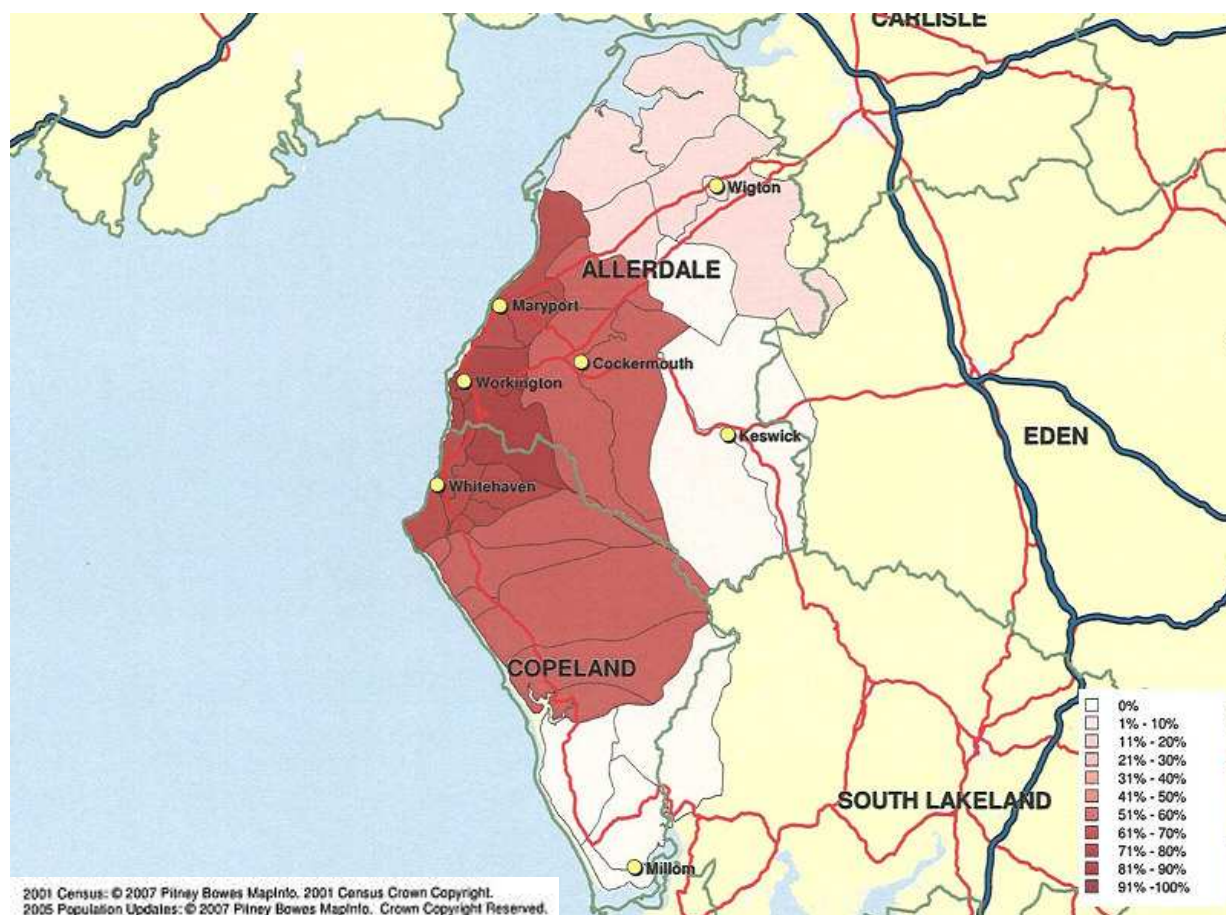 CARLISLE
Wigton
ALLERDALE
Maryport
Cockermouth
Workington
Keswick
EDEN
Whitehaven
COPELAND
0%
1% - 10%
11% - 20%
21% - 30%
31% - 40%
41% - 50%
51% - 60%
61% - 70%
71% - 80%
81% - 90%
91% -100%
SOUTH LAKELAND
Millom
2001 Census: © 2007 Pitney Bowes MapInfo. 2001 Census Crown Copyright.
2005 Population Updates: © 2007 Pitney Bowes MapInfo. Crown Copyright Reserved.